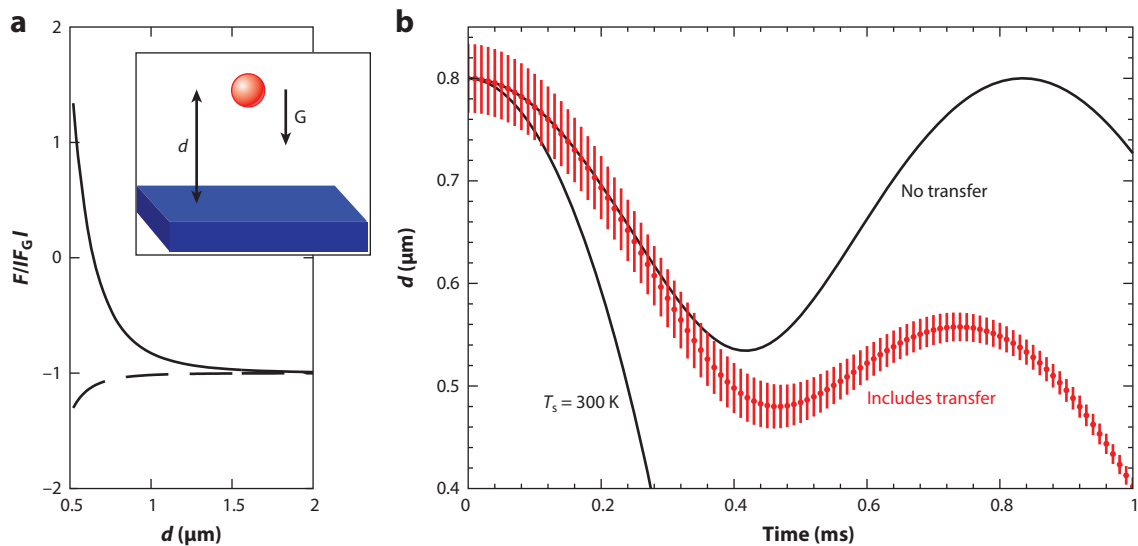 a
2
1
0
−1
−2
F/IF_G I
0.5
1
1.5
2
d (µm)
d
G
b
0.8
0.7
0.6
0.5
0.4
d (µm)
No transfer
T_s = 300 K
Includes transfer
0
0.2
0.4
0.6
0.8
1
Time (ms)